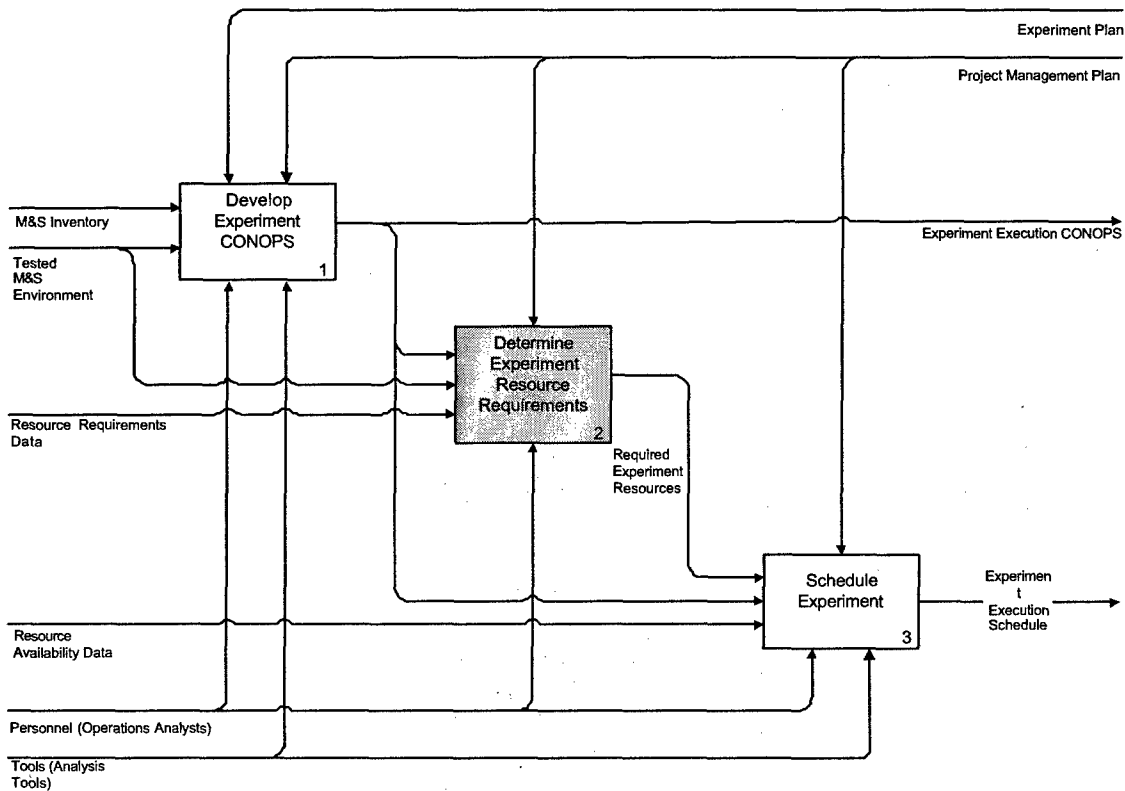 Experiment Plan
Project Management Plan
Develop
Experiment
CONOPS
1
M&S Inventory
Experiment Execution CONOPS
Tested
M&S
Environment
Determine
Experiment
Resource
Requirements
2
Resource Requirements
Data
Required
Experiment
Resources
Schedule
Experiment
3
Experimen
t
Execution
Schedule
Resource
Availability Data
Personnel (Operations Analysts)
Tools (Analysis
Tools)